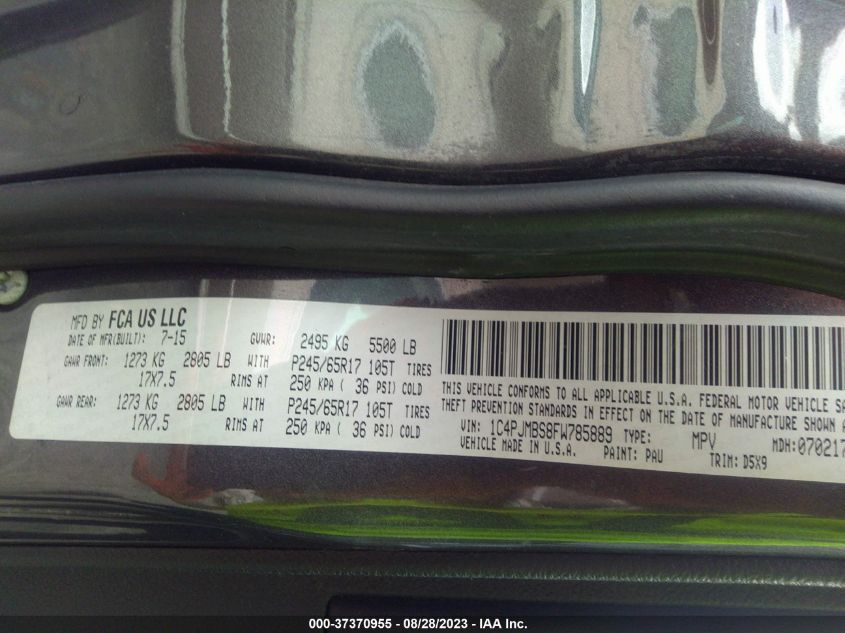 MFD BY FCA US LLC
DATE OF MFR(BUILT): 7-15 GVWR: 2495 KG 5500 LB
GAWR FRONT: 1273 KG 2805 LB WITH P245/65R17 105T TIRES
17X7.5 RIMS AT 250 KPA ( 36 PSI) COLD
GAWR REAR: 1273 KG 2805 LB WITH P245/65R17 105T TIRES
17X7.5 RIMS AT 250 KPA ( 36 PSI) COLD
THIS VEHICLE CONFORMS TO ALL APPLICABLE U.S.A. FEDERAL MOTOR VEHICLE SA
THEFT PREVENTION STANDARDS IN EFFECT ON THE DATE OF MANUFACTURE SHOWN A
VIN: 1C4PJMBS8FW785889 TYPE: MPV MDH:070217
VEHICLE MADE IN U.S.A. PAINT: PAU TRIM: D5X9
000-37370955 - 08/28/2023 - IAA Inc.